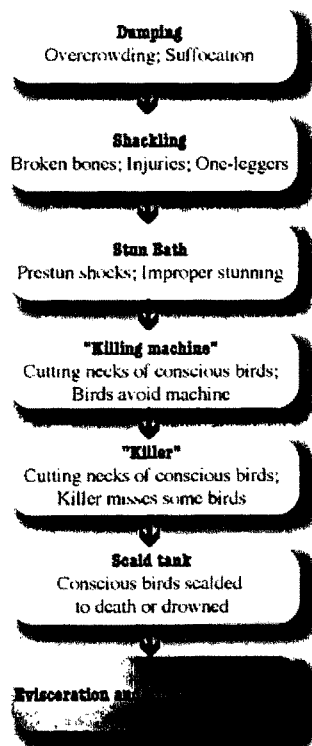 Dumping
Overcrowding; Suffocation
Shackling
Broken bones; Injuries; One-leggers
Stun Bath
Prestun shocks; Improper stunning
"Killing machine"
Cutting necks of conscious birds;
Birds avoid machine
"Killer"
Cutting necks of conscious birds;
Killer misses some birds
Scald tank
Conscious birds scalded
to death or drowned
Evisceration and